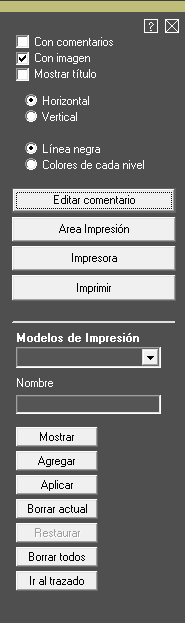 ?
Con comentarios
Con imagen
Mostrar título
Horizontal
Vertical
Línea negra
Colores de cada nivel
Editar comentario
Area Impresión
Impresora
Imprimir
Modelos de Impresión
Nombre
Mostrar
Agregar
Aplicar
Borrar actual
Restaurar
Borrar todos
Ir al trazado